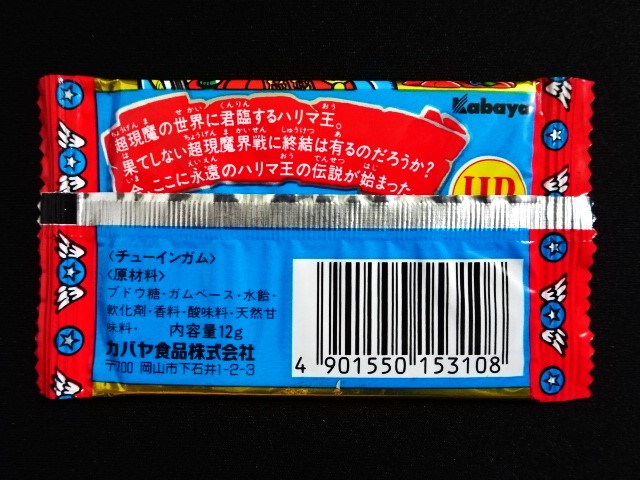 Kabaya
超現魔の世界に君臨するハリマ王。
果てしない超現魔界戦に終結は有るのだろうか?
今、ここに永遠のハリマ王の伝説が始まった
HP
〈チューインガム〉
〈原材料〉
ブドウ糖・ガムベース・水飴・
軟化剤・香料・酸味料・天然甘
味料・ 内容量12g
カバヤ食品株式会社
〒700 岡山市下石井1-2-3
4 901550 153108